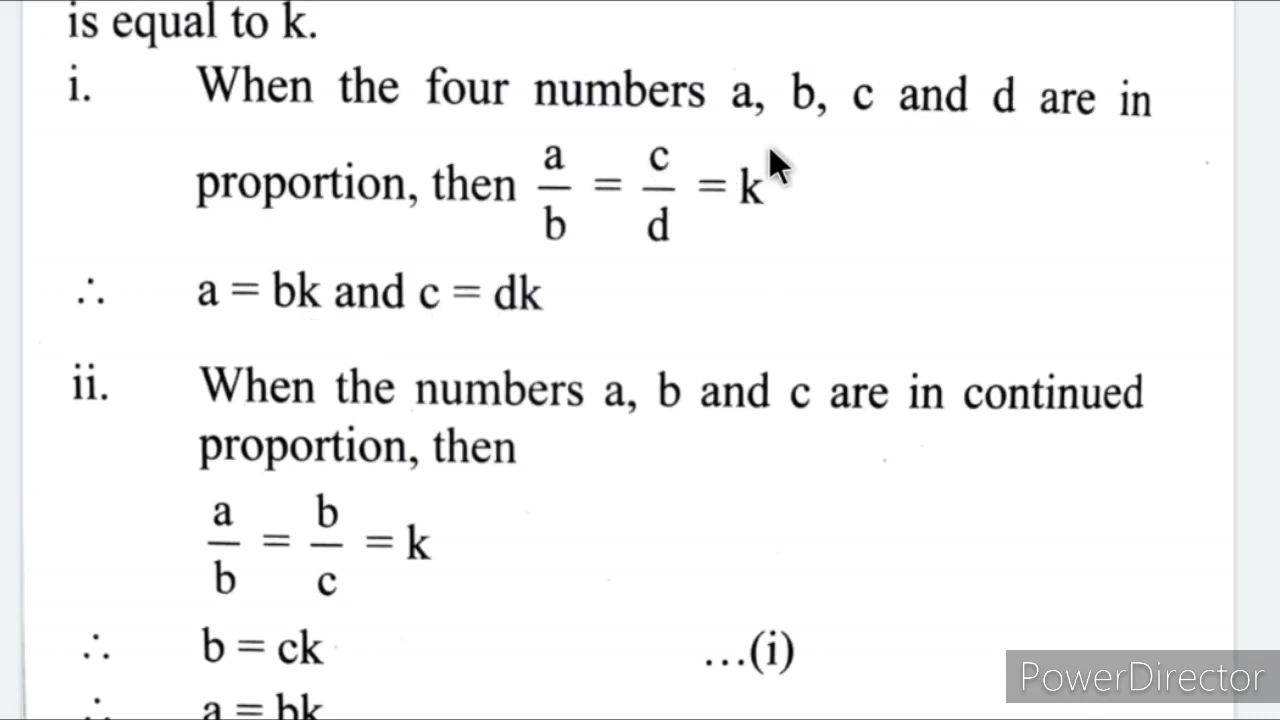 is equal to k.
i. When the four numbers a, b, c and d are in
proportion, then a/b = c/d = k
∴ a = bk and c = dk
ii. When the numbers a, b and c are in continued
proportion, then
a/b = b/c = k
∴ b = ck ...(i)
∴ a = bk
PowerDirector